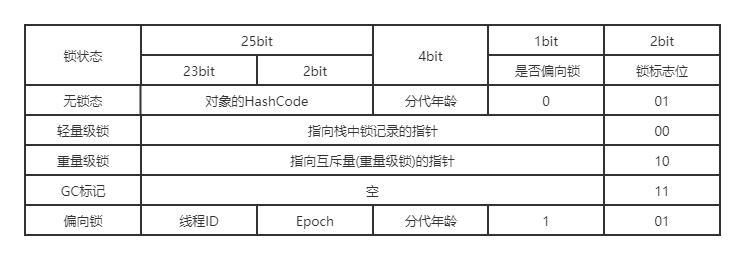 锁状态 25bit 4bit 1bit 2bit
23bit 2bit 是否偏向锁 锁标志位
无锁态 对象的HashCode 分代年龄 0 01
轻量级锁 指向栈中锁记录的指针 00
重量级锁 指向互斥量(重量级锁)的指针 10
GC标记 空 11
偏向锁 线程ID Epoch 分代年龄 1 01